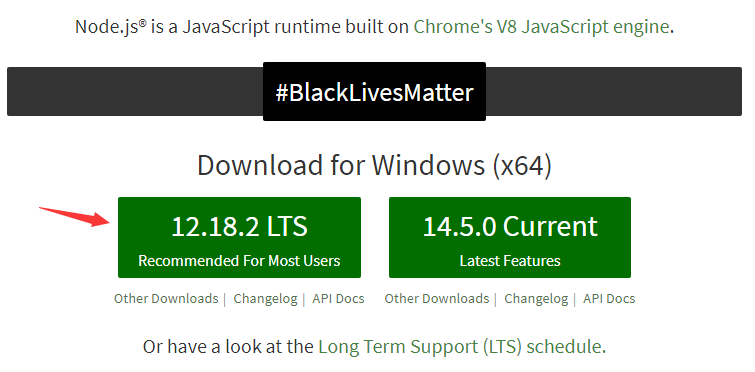 Node.js® is a JavaScript runtime built on Chrome's V8 JavaScript engine.
#BlackLivesMatter
Download for Windows (x64)
12.18.2 LTS
Recommended For Most Users
14.5.0 Current
Latest Features
Other Downloads | Changelog | API Docs
Other Downloads | Changelog | API Docs
Or have a look at the Long Term Support (LTS) schedule.